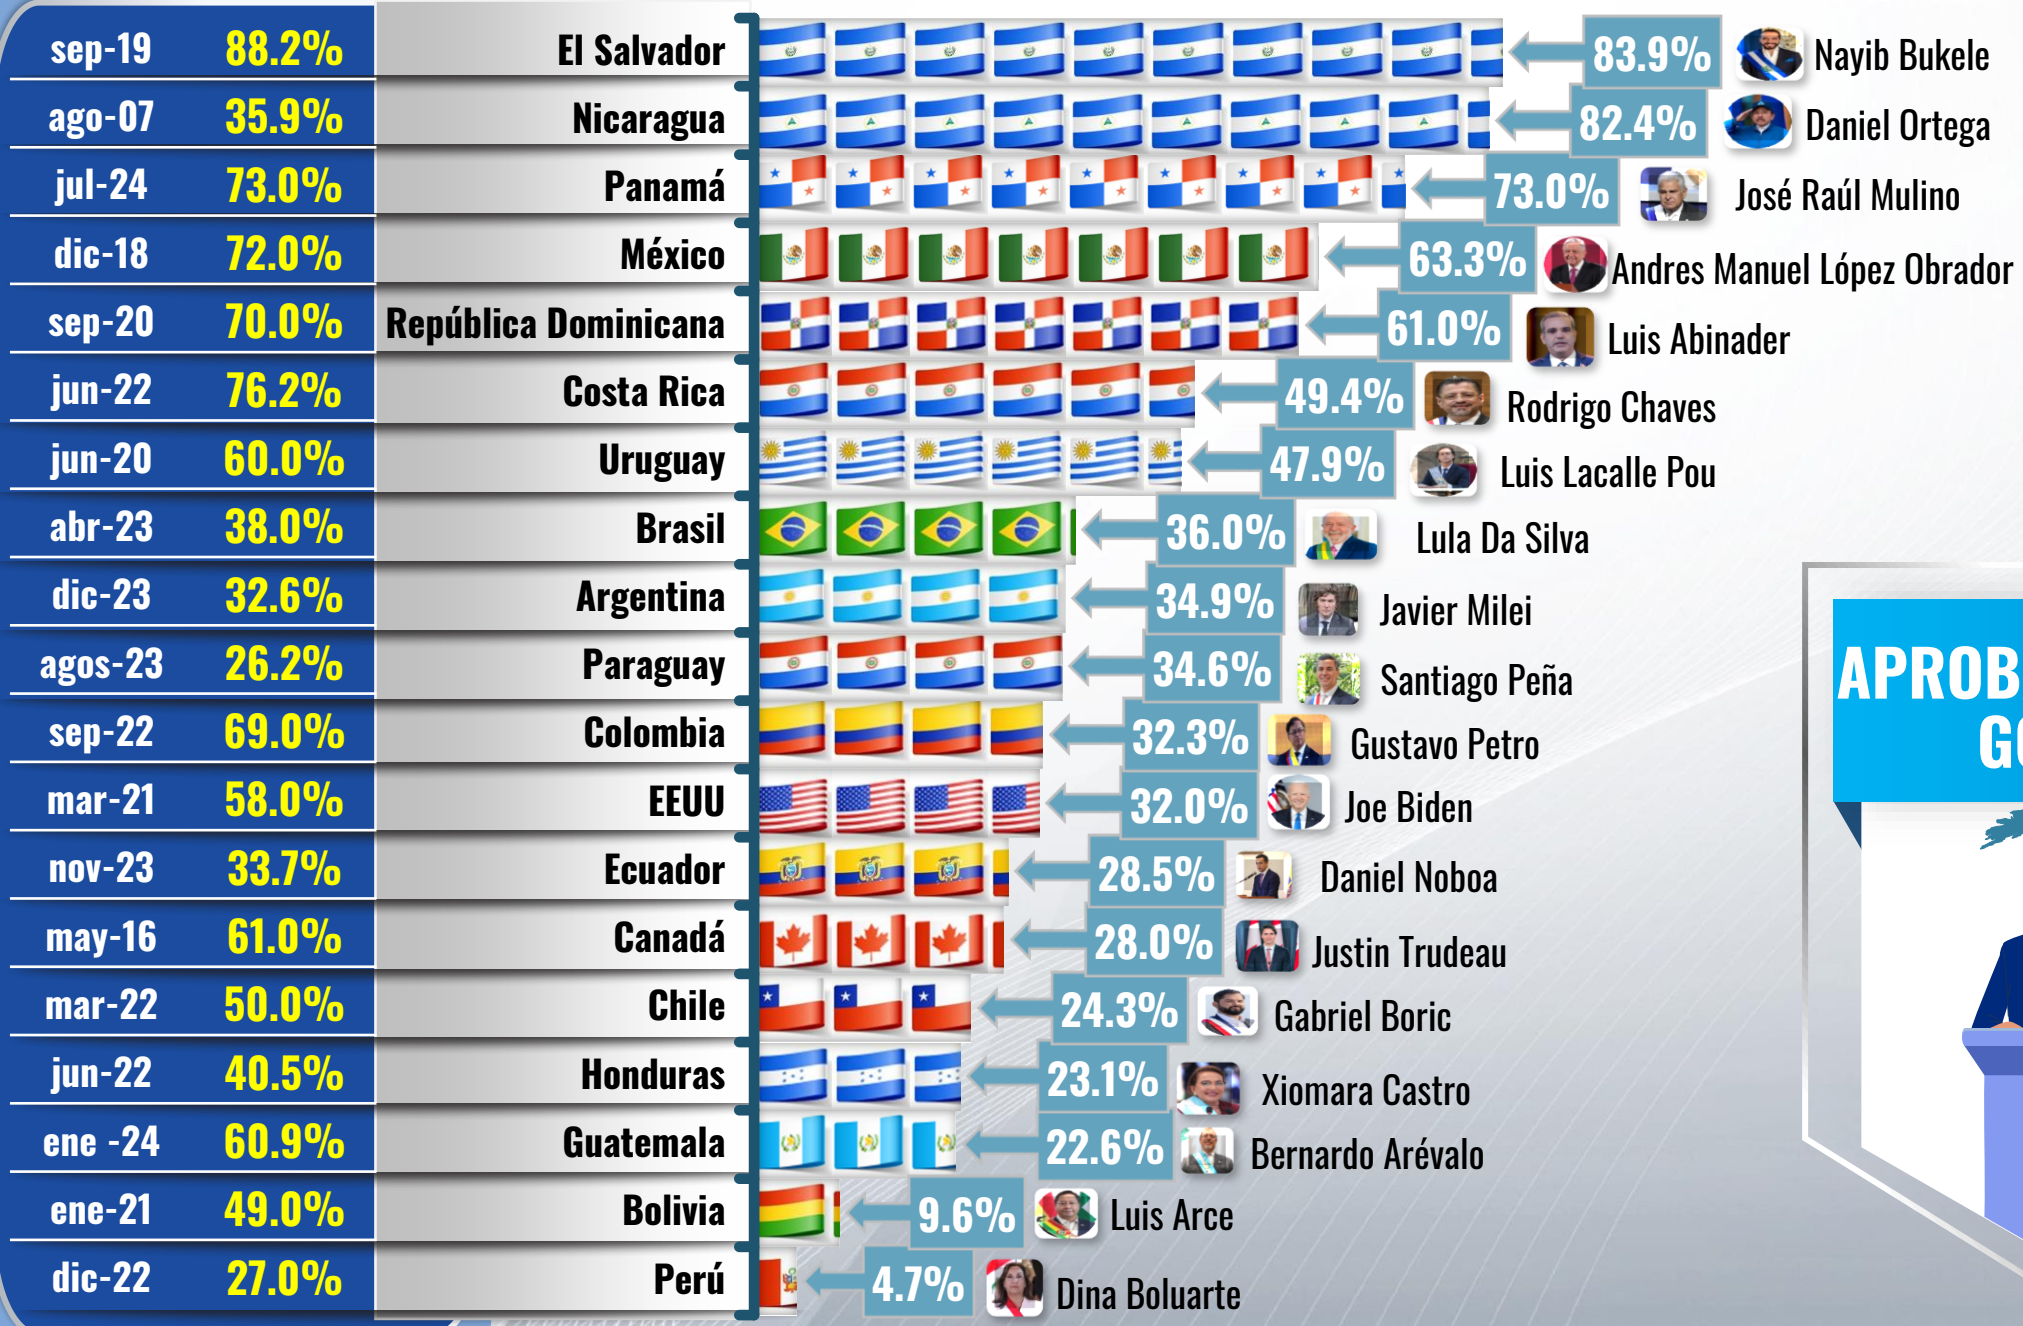 sep-19 88.2% El Salvador 83.9% Nayib Bukele
ago-07 35.9% Nicaragua 82.4% Daniel Ortega
jul-24 73.0% Panamá 73.0% José Raúl Mulino
dic-18 72.0% México 63.3% Andres Manuel López Obrador
sep-20 70.0% República Dominicana 61.0% Luis Abinader
jun-22 76.2% Costa Rica 49.4% Rodrigo Chaves
jun-20 60.0% Uruguay 47.9% Luis Lacalle Pou
abr-23 38.0% Brasil 36.0% Lula Da Silva
dic-23 32.6% Argentina 34.9% Javier Milei
agos-23 26.2% Paraguay 34.6% Santiago Peña
sep-22 69.0% Colombia 32.3% Gustavo Petro
mar-21 58.0% EEUU 32.0% Joe Biden
nov-23 33.7% Ecuador 28.5% Daniel Noboa
may-16 61.0% Canadá 28.0% Justin Trudeau
mar-22 50.0% Chile 24.3% Gabriel Boric
jun-22 40.5% Honduras 23.1% Xiomara Castro
ene -24 60.9% Guatemala 22.6% Bernardo Arévalo
ene-21 49.0% Bolivia 9.6% Luis Arce
dic-22 27.0% Perú 4.7% Dina Boluarte
APROB